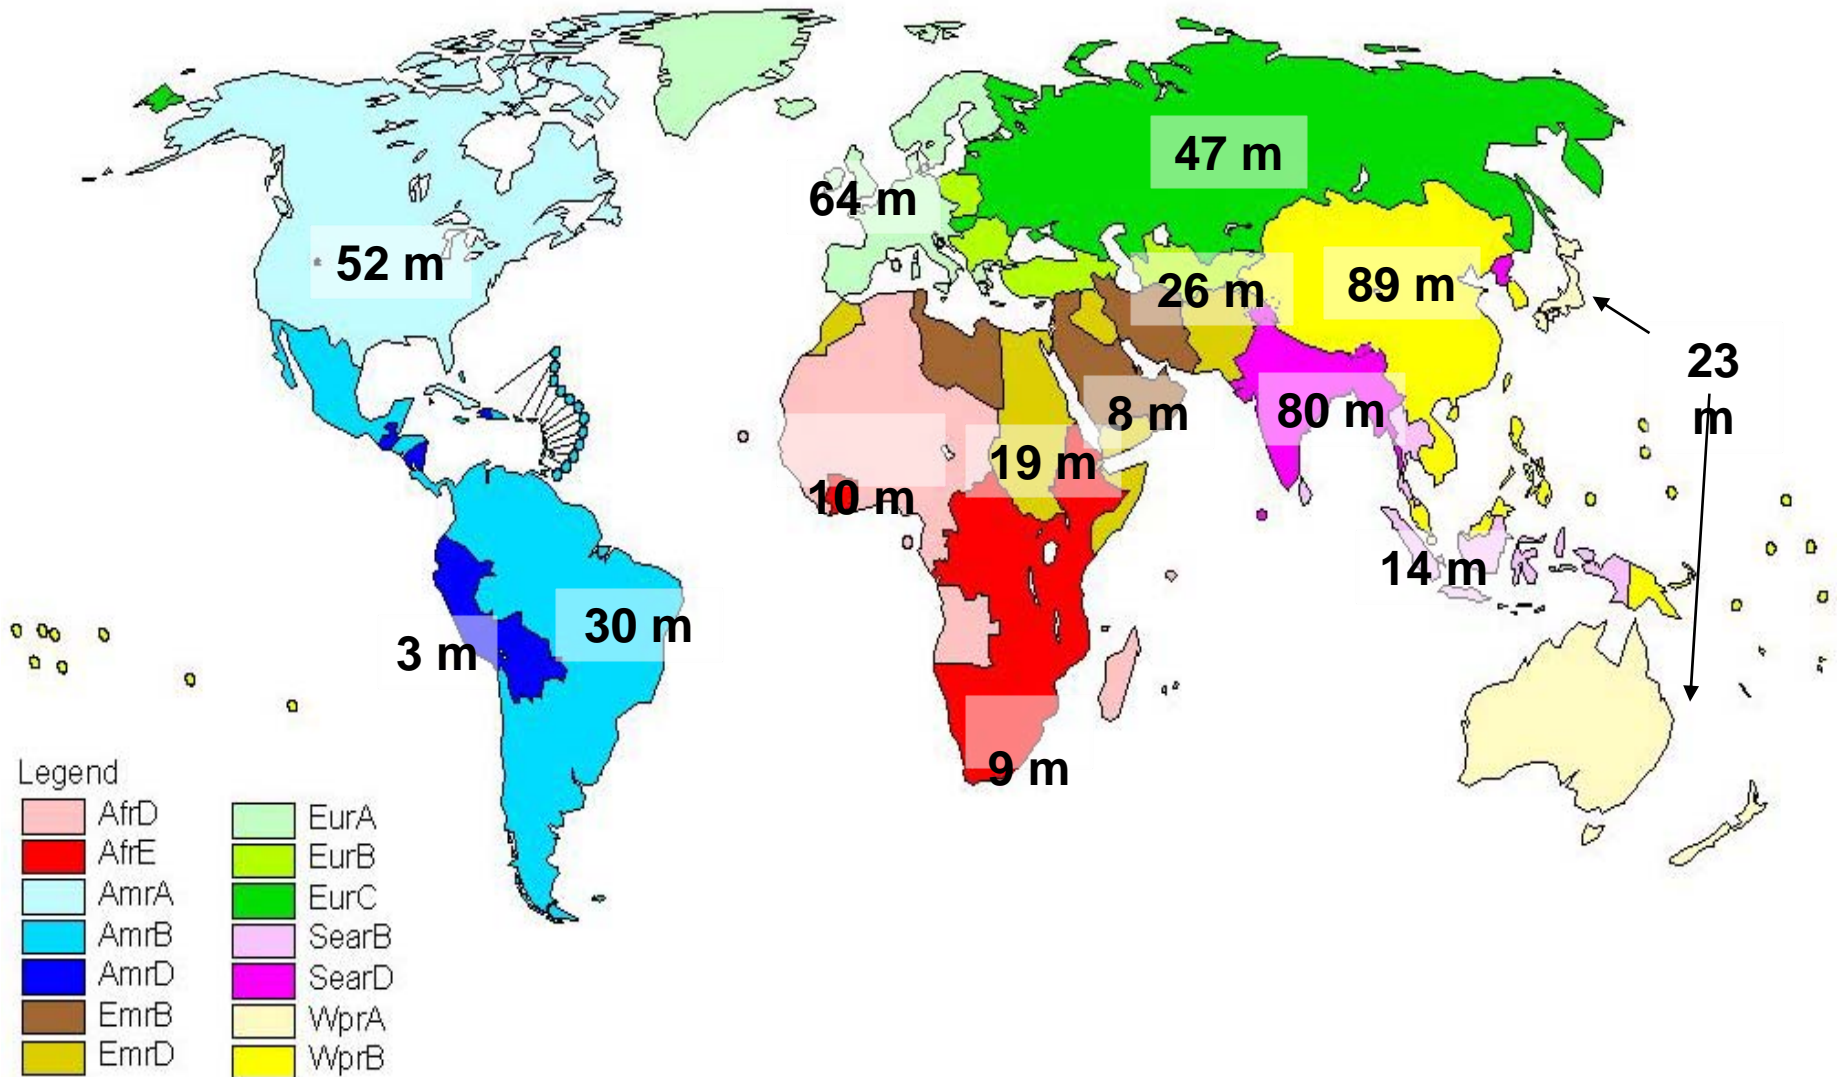 47 m
64 m
52 m
26 m
89 m
23
m
8 m
80 m
19 m
10 m
14 m
30 m
3 m
9 m
Legend
AfrD
AfrE
AmrA
AmrB
AmrD
EmrB
EmrD
EurA
EurB
EurC
SearB
SearD
WprA
WprB